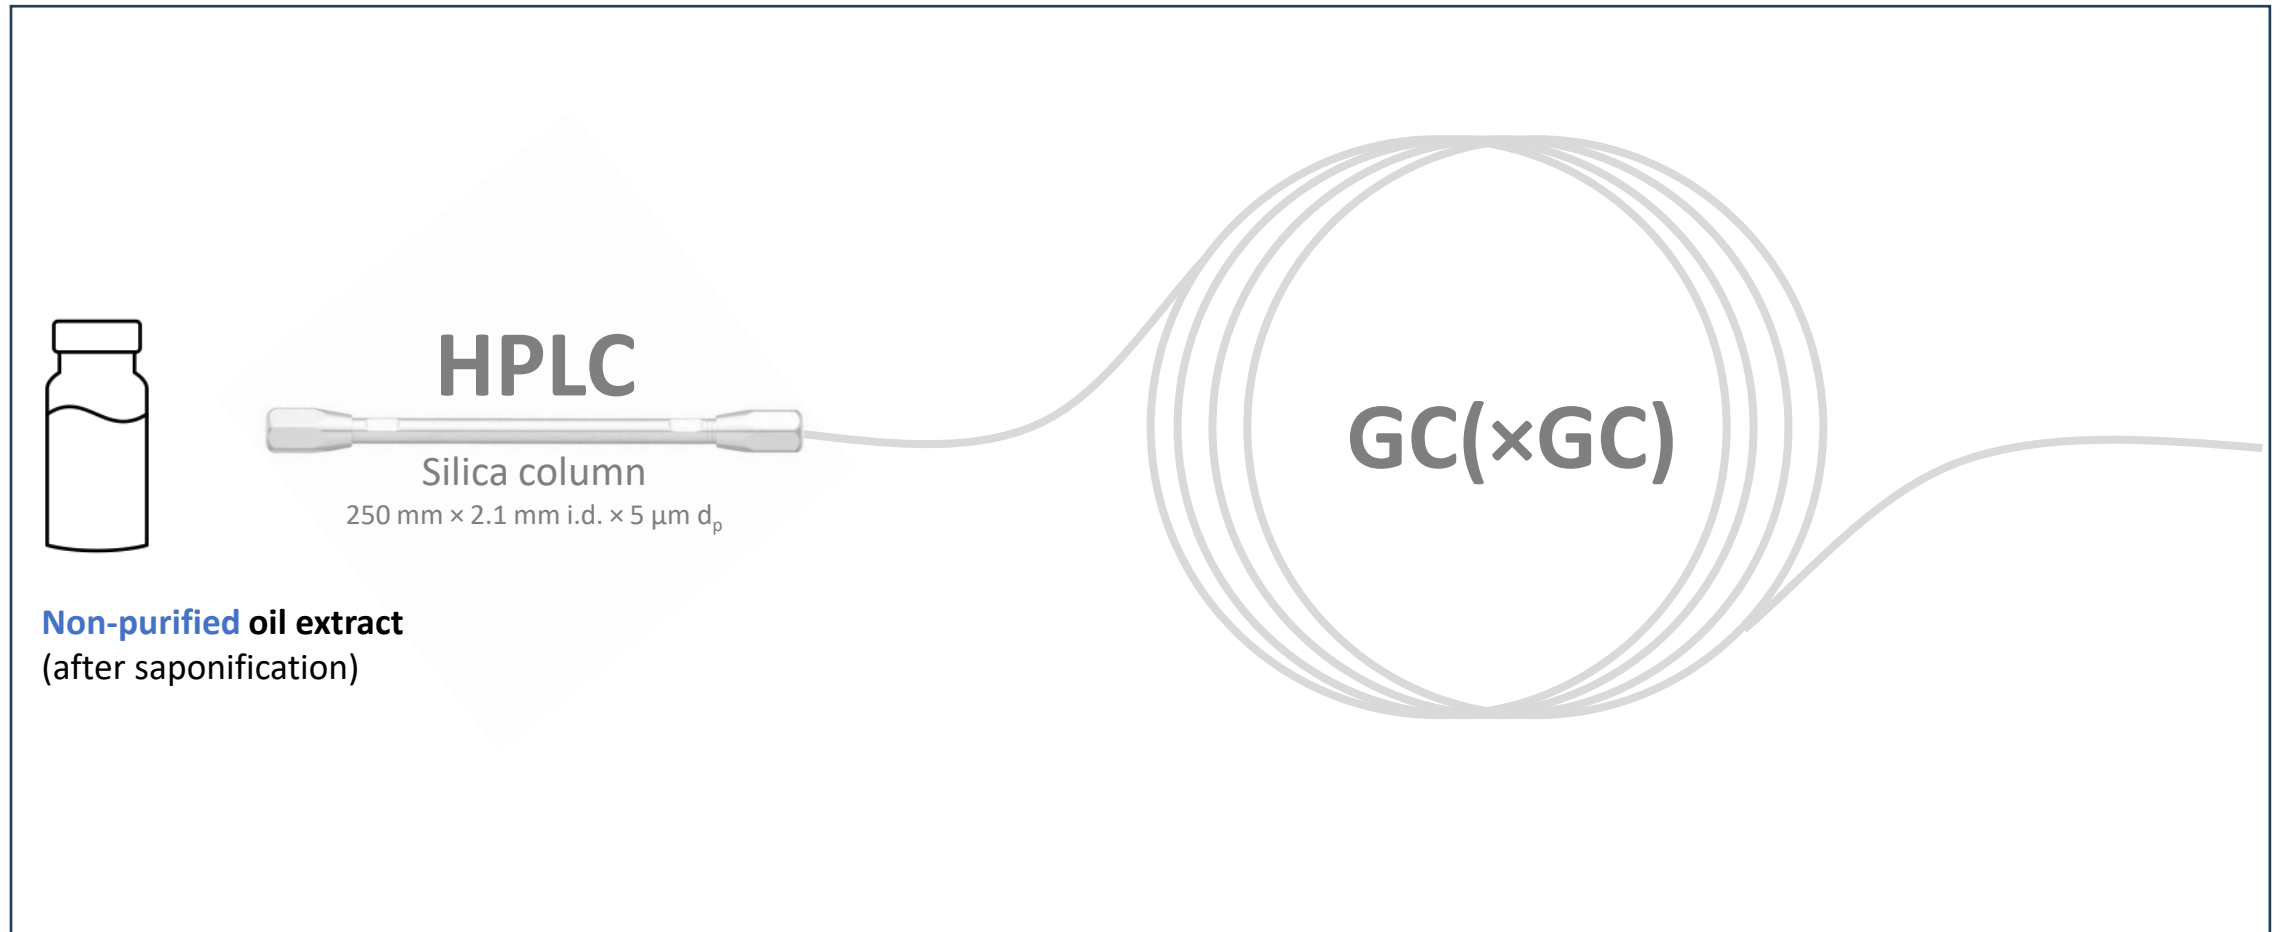 HPLC
Silica column
250 mm × 2.1 mm i.d. × 5 µm dp
GC(×GC)
Non-purified oil extract
(after saponification)